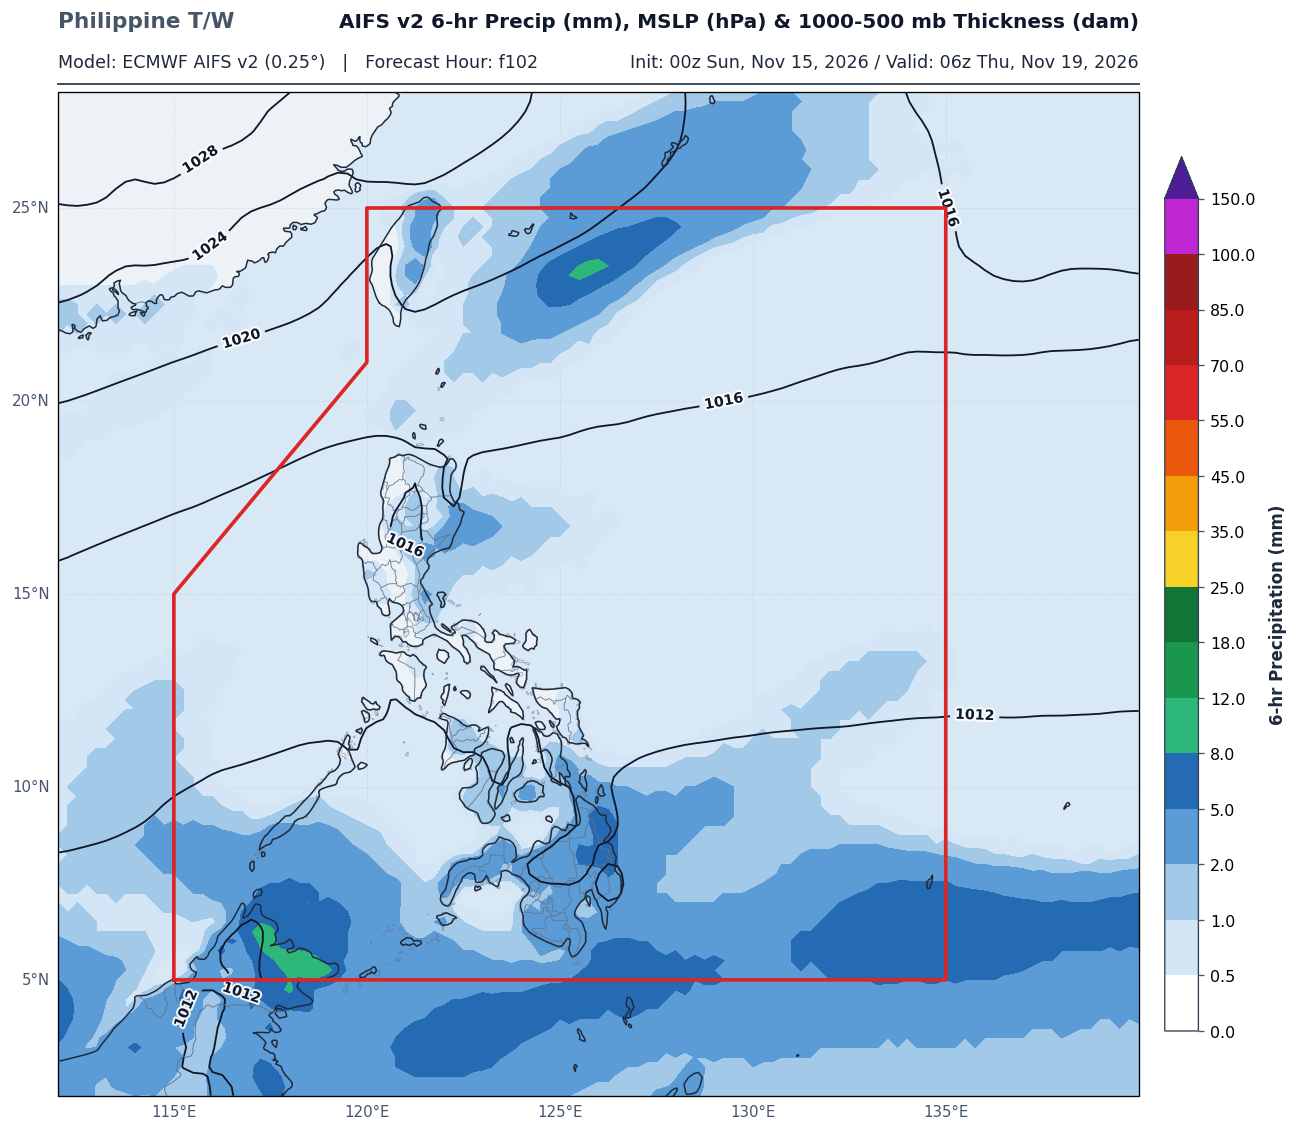 Philippine T/W
AIFS v2 6-hr Precip (mm), MSLP (hPa) & 1000-500 mb Thickness (dam)
Model: ECMWF AIFS v2 (0.25°)   |   Forecast Hour: f102
Init: 00z Sun, Nov 15, 2026 / Valid: 06z Thu, Nov 19, 2026
1028
1024
1020
1016
1016
1016
1012
1012
1012
25°N
20°N
15°N
10°N
5°N
115°E
120°E
125°E
130°E
135°E
150.0
100.0
85.0
70.0
55.0
45.0
35.0
25.0
18.0
12.0
8.0
5.0
2.0
1.0
0.5
0.0
6-hr Precipitation (mm)